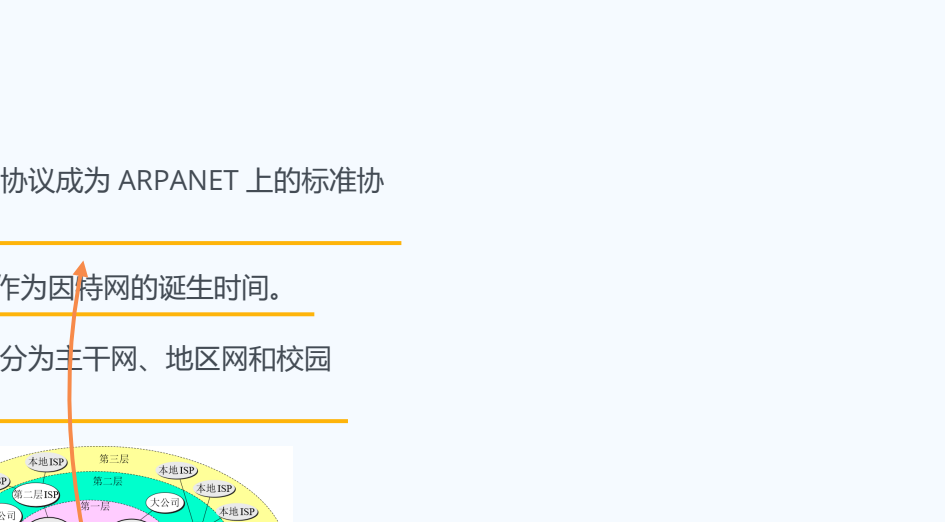 协议成为 ARPANET 上的标准协
作为因特网的诞生时间。
分为主干网、地区网和校园
本地ISP
第三层
本地ISP
第二层
本地ISP
第二层ISP
大公司
第一层
本地ISP
公司